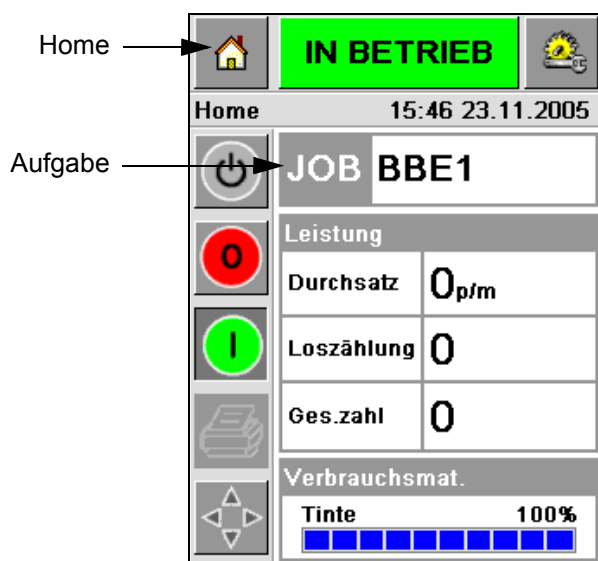 Home
IN BETRIEB
Home 15:46 23.11.2005
Aufgabe
JOB BBE1
Leistung
O
Durchsatz 0p/m
I
Loszählung 0
Ges.zahl 0
Verbrauchsmat.
Tinte 100%